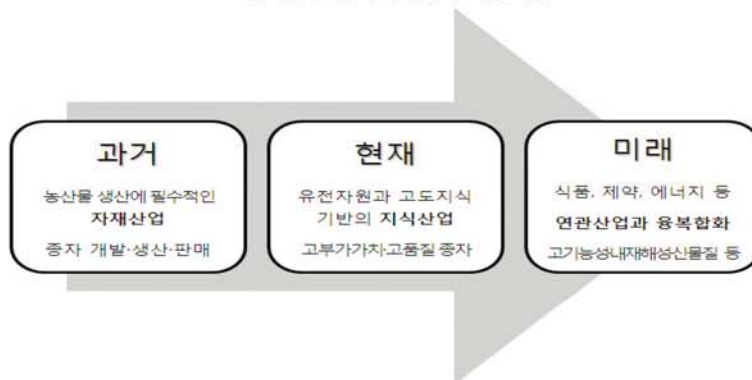 과거
농산물 생산에 필수적인
자재산업
종자 개발·생산·판매
현재
유전자원과 고도지식
기반의 지식산업
고부가가치·고품질 종자
미래
식품, 제약, 에너지 등
연관산업과 융복합화
고기능성·내재해성·신물질 등